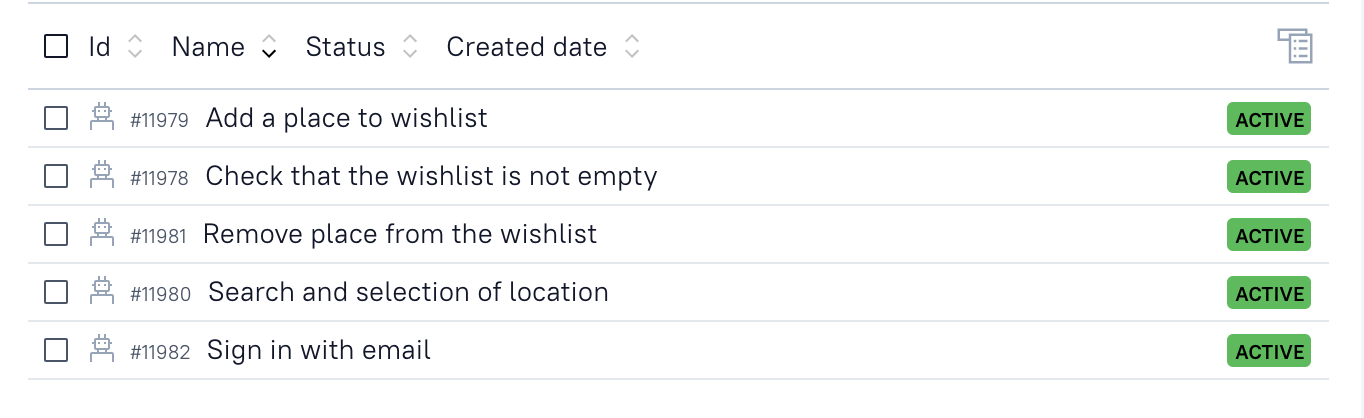 Id Name Status Created date
#11979 Add a place to wishlist ACTIVE
#11978 Check that the wishlist is not empty ACTIVE
#11981 Remove place from the wishlist ACTIVE
#11980 Search and selection of location ACTIVE
#11982 Sign in with email ACTIVE